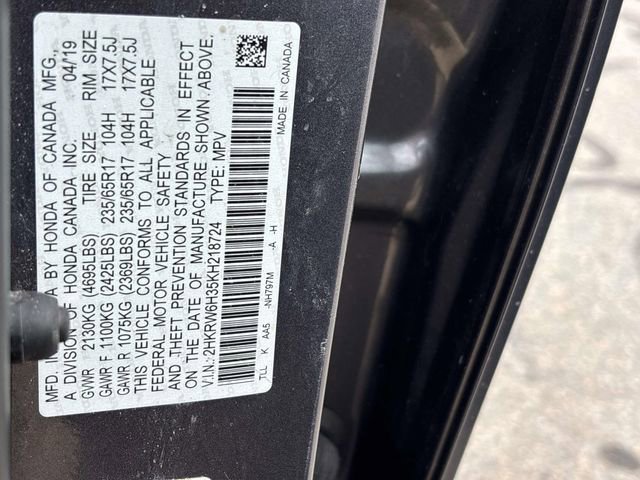 MFD. BY HONDA OF CANADA MFG.,
A DIVISION OF HONDA CANADA INC. 04/19
GVWR 2130KG (4695LBS) TIRE SIZE RIM SIZE
GAWR F 1100KG (2425LBS) 235/65R17 104H 17X7.5J
GAWR R 1075KG (2369LBS) 235/65R17 104H 17X7.5J
THIS VEHICLE CONFORMS TO ALL APPLICABLE
FEDERAL MOTOR VEHICLE SAFETY
AND THEFT PREVENTION STANDARDS IN EFFECT
ON THE DATE OF MANUFACTURE SHOWN ABOVE.
V.I.N.: 2HKRW6H35KH218724 TYPE: MPV
TLL K AA5 -NH797M -A -H
MADE IN CANADA